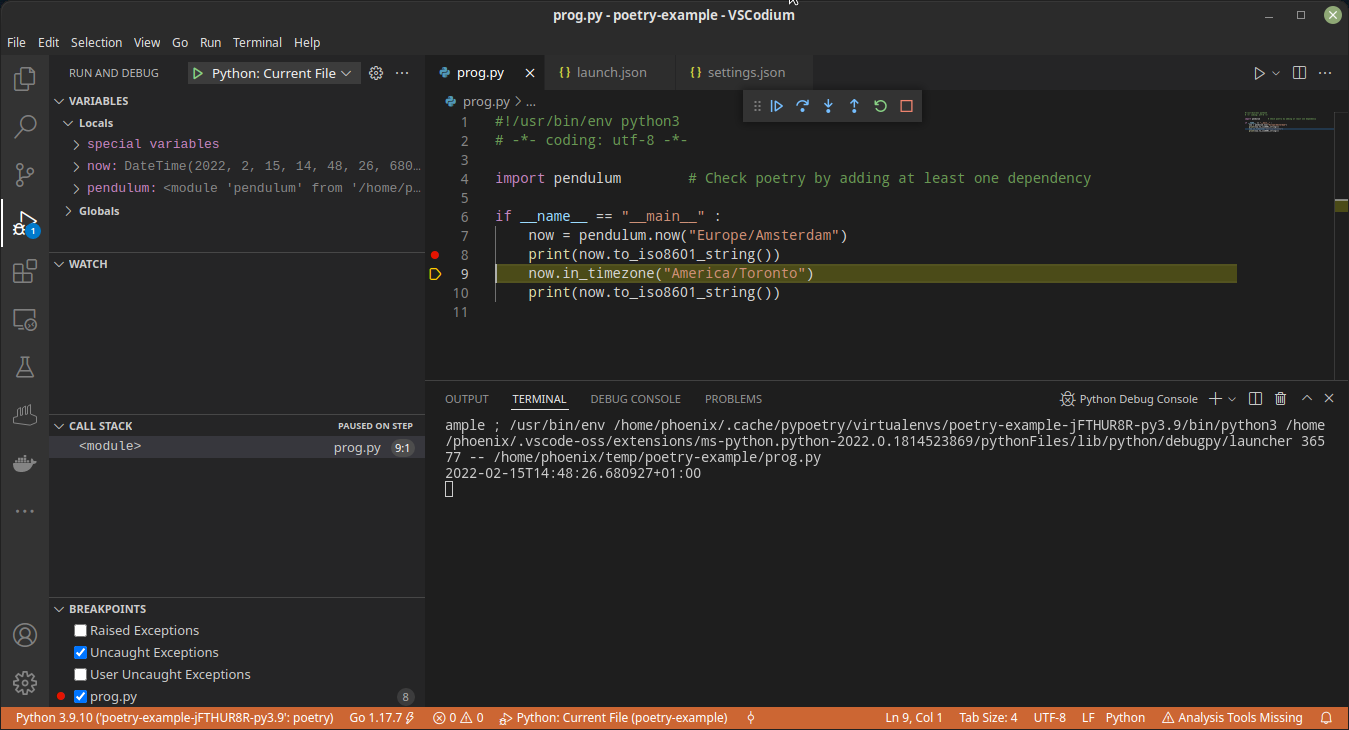 prog.py - poetry-example - VSCodium
File Edit Selection View Go Run Terminal Help
RUN AND DEBUG
Python: Current File
VARIABLES
Locals
special variables
now: DateTime(2022, 2, 15, 14, 48, 26, 680…
pendulum: <module 'pendulum' from '/home/p…
Globals
WATCH
CALL STACK
PAUSED ON STEP
<module> prog.py 9:1
BREAKPOINTS
Raised Exceptions
Uncaught Exceptions
User Uncaught Exceptions
prog.py 8
1
prog.py
{} launch.json
{} settings.json
prog.py > ...
1 #!/usr/bin/env python3
2 # -*- coding: utf-8 -*-
3
4 import pendulum        # Check poetry by adding at least one dependency
5
6 if __name__ == "__main__" :
7     now = pendulum.now("Europe/Amsterdam")
8     print(now.to_iso8601_string())
9     now.in_timezone("America/Toronto")
10     print(now.to_iso8601_string())
11
OUTPUT TERMINAL DEBUG CONSOLE PROBLEMS
Python Debug Console
ample ; /usr/bin/env /home/phoenix/.cache/pypoetry/virtualenvs/poetry-example-jFTHUR8R-py3.9/bin/python3 /home
/phoenix/.vscode-oss/extensions/ms-python.python-2022.0.1814523869/pythonFiles/lib/python/debugpy/launcher 365
77 -- /home/phoenix/temp/poetry-example/prog.py
2022-02-15T14:48:26.680927+01:00
Python 3.9.10 ('poetry-example-jFTHUR8R-py3.9': poetry) Go 1.17.7 0 0 Python: Current File (poetry-example) Ln 9, Col 1 Tab Size: 4 UTF-8 LF Python Analysis Tools Missing